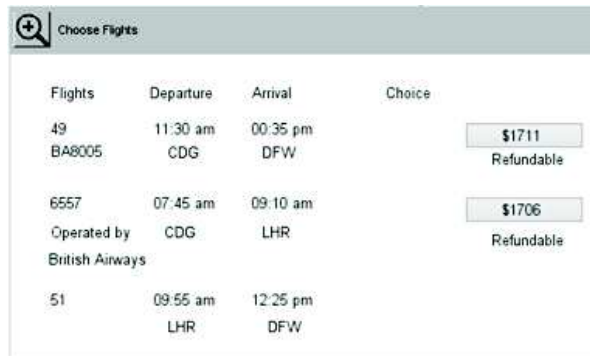 Choose Flights
Flights Departure Arrival Choice
49 11:30 am 00:35 pm $1711
BA8005 CDG DFW Refundable
6557 07:45 am 09:10 am $1706
Operated by CDG LHR Refundable
British Airways
51 09:55 am 12:25 pm
LHR DFW